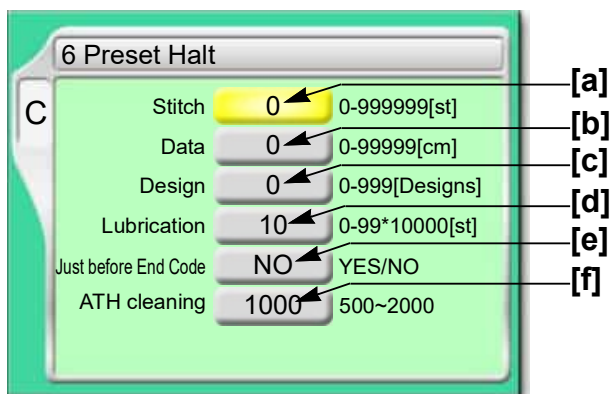 6 Preset Halt
C
Stitch 0 0-999999[st] [a]
Data 0 0-99999[cm] [b]
Design 0 0-999[Designs] [c]
Lubrication 10 0-99*10000[st] [d]
Just before End Code NO YES/NO [e]
ATH cleaning 1000 500~2000 [f]